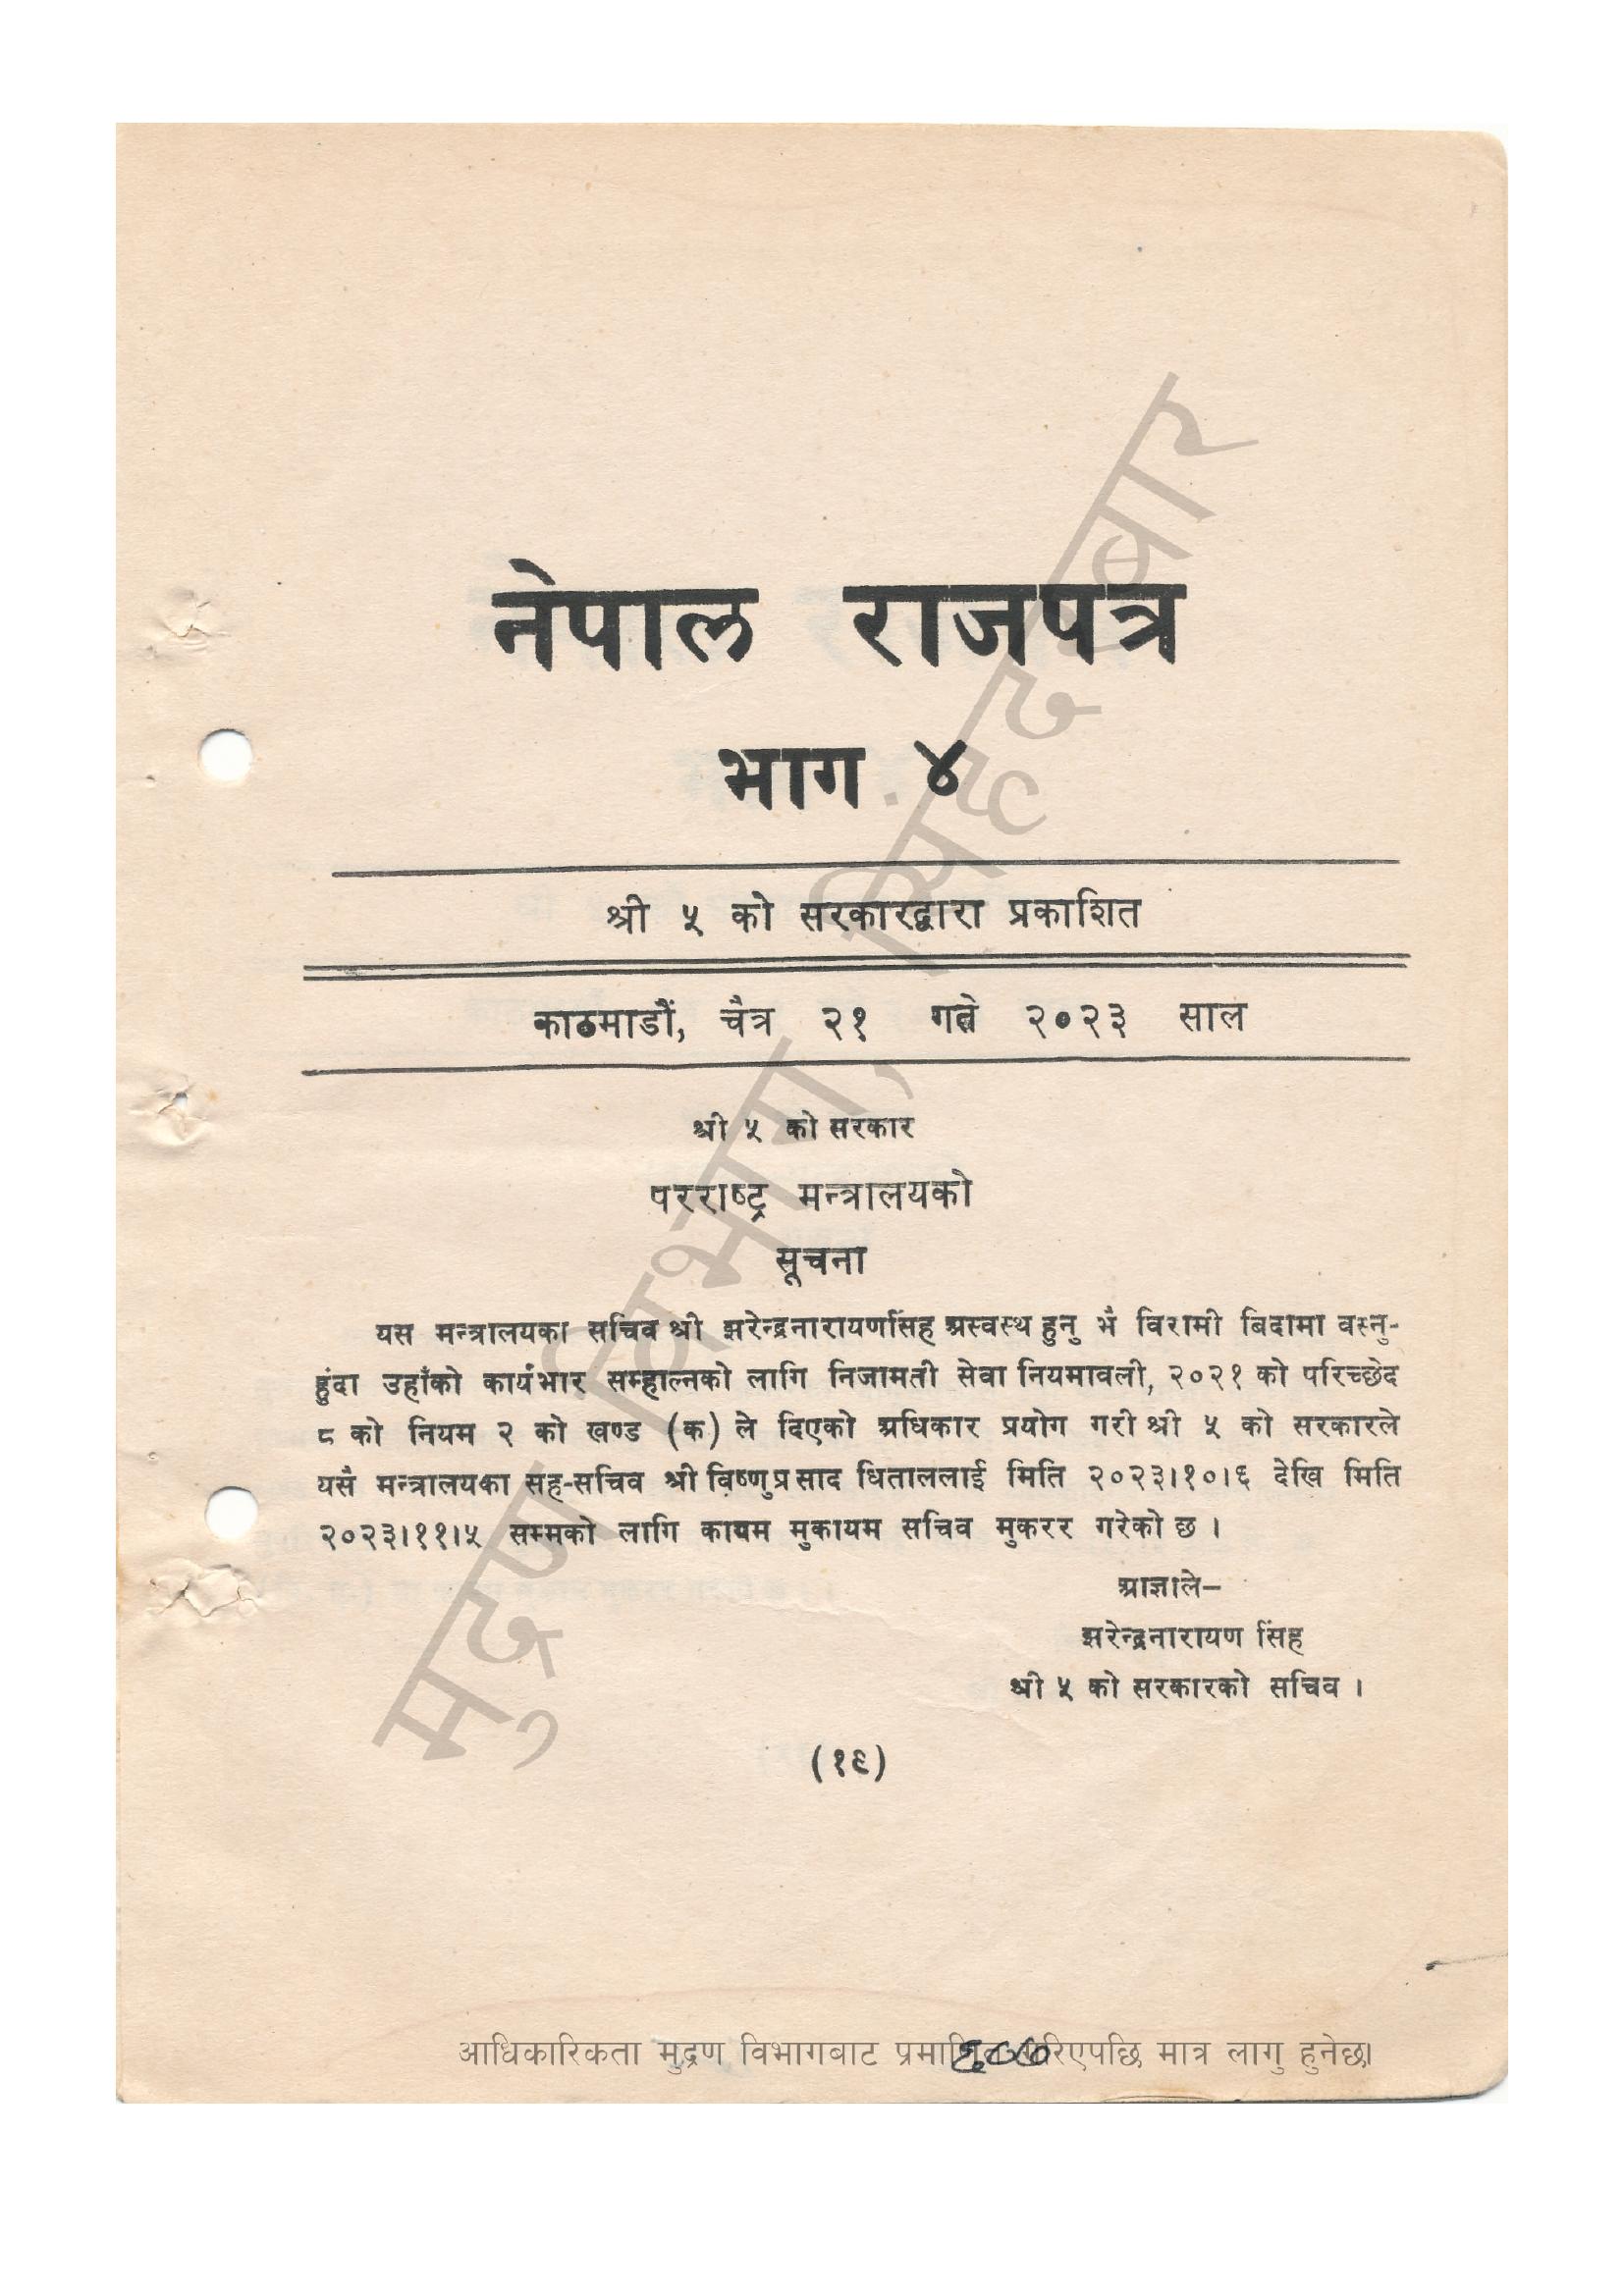 नेपाल राजपत्र
भाग ४
श्री ५ को सरकारद्वारा प्रकाशित
काठमाडौं, चैत्र २१ गते २०२३ साल
श्री ५ को सरकार
परराष्ट्र मन्त्रालयको
सूचना
यस मन्त्रालयका सचिव श्री झरेन्द्रनारायणसिंह अस्वस्थ हुनु भै विरामी बिदामा वस्नु-
हुंदा उहाँको कार्यभार सम्हाल्नको लागि निजामती सेवा नियमावली, २०२१ को परिच्छेद
८ को नियम २ को खण्ड (क) ले दिएको अधिकार प्रयोग गरी श्री ५ को सरकारले
यसै मन्त्रालयका सह-सचिव श्री विष्णुप्रसाद धिताललाई मिति २०२३।१०।६ देखि मिति
२०२३।११।५ सम्मको लागि कायम मुकायम सचिव मुकरर गरेको छ ।
आज्ञाले–
झरेन्द्रनारायण सिंह
श्री ५ को सरकारको सचिव ।
(१९)
मुद्रण विभाग, सिंहदरबार
आधिकारिकता मुद्रण विभागबाट प्रमाणित गरिएपछि मात्र लागु हुनेछ।